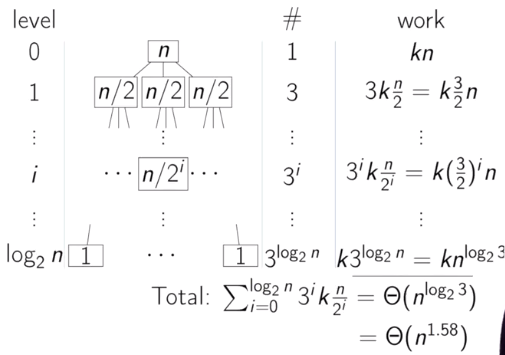 level # work
0 n 1 kn
1 n/2 n/2 n/2 3 3k n/2 = k 3/2 n
⋮ ⋮ ⋮ ⋮
i ··· n/2^i ··· 3^i 3^i k n/2^i = k(3/2)^i n
⋮ ⋮ ⋮ ⋮
log₂ n 1 ··· 1 3^{log₂ n} k3^{log₂ n} = kn^{log₂ 3}
Total: ∑_{i=0}^{log₂ n} 3^i k n/2^i = Θ(n^{log₂ 3})
= Θ(n^{1.58})